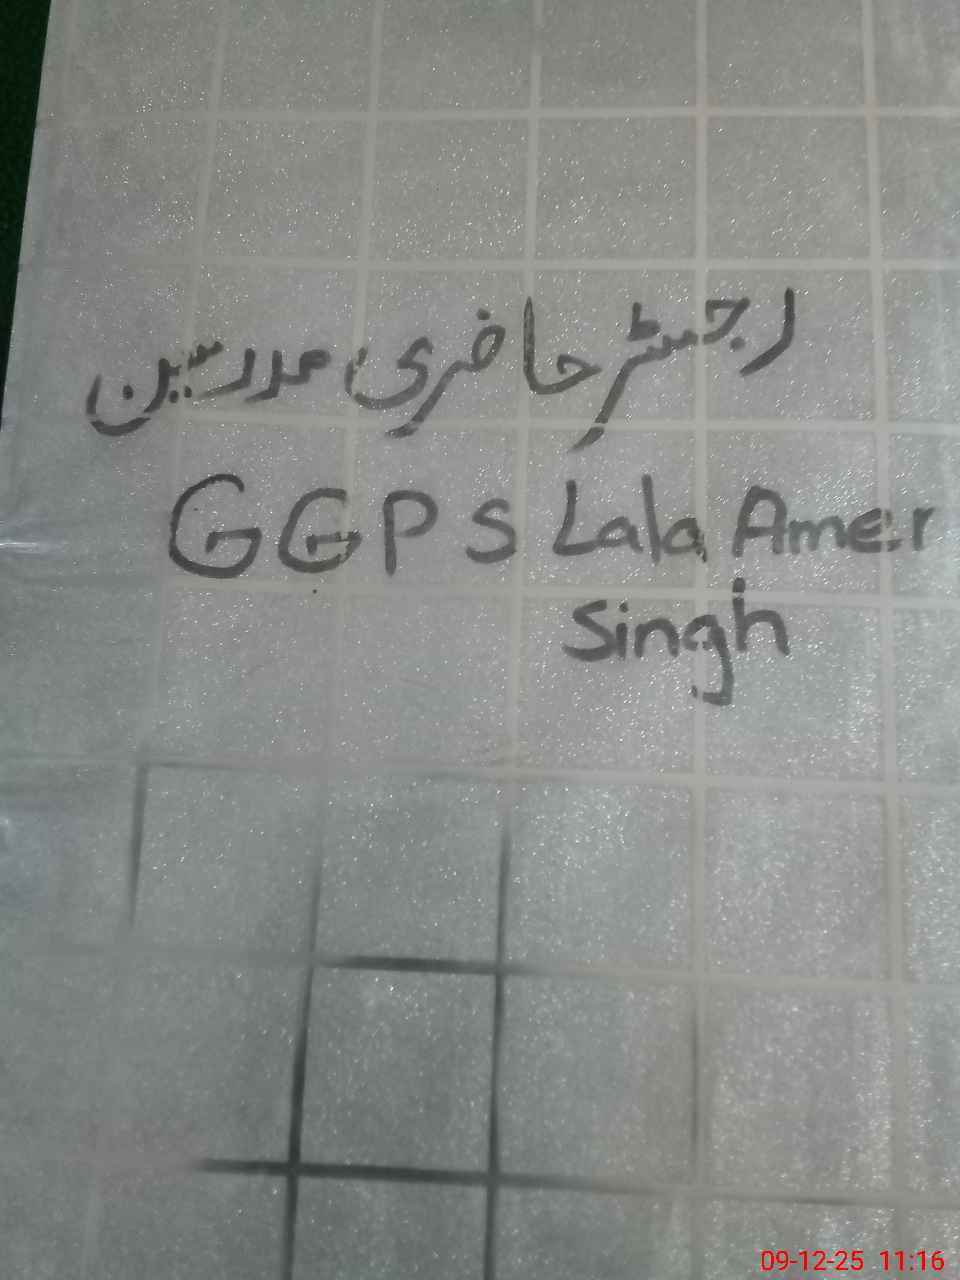 رجسٹر حاضری مدرسین
GGPS Lala Amer
Singh
09-12-25 11:16